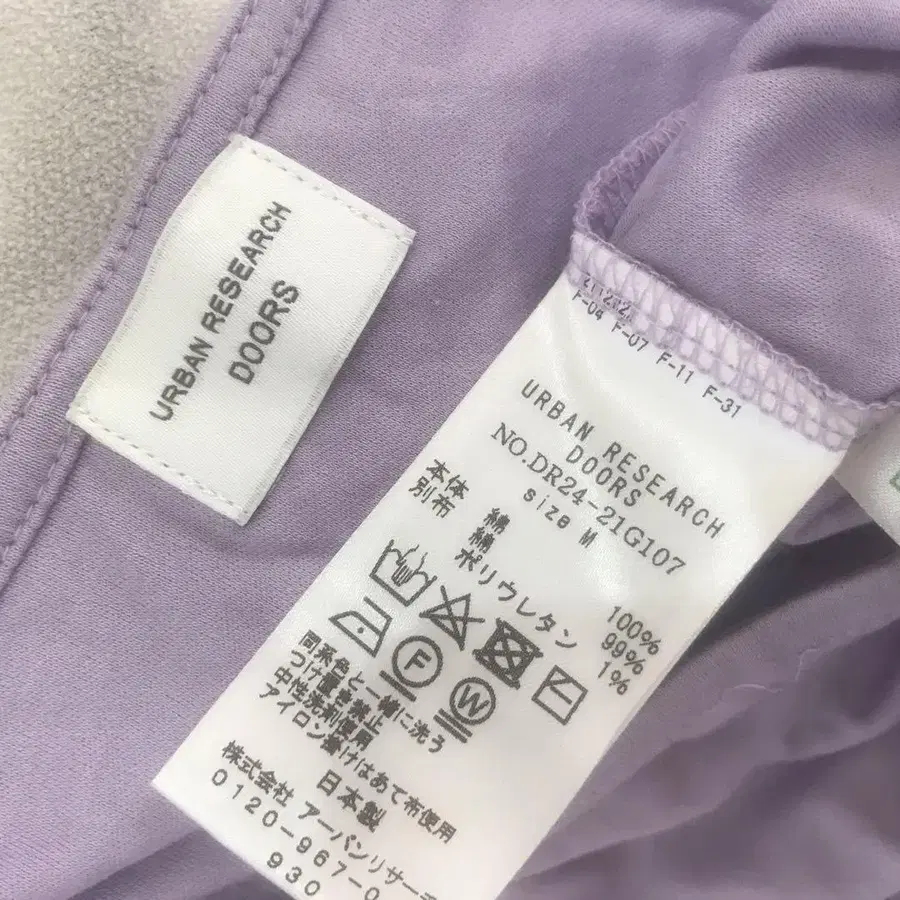 URBAN RESEARCH
DOORS
F-04 F-07 F-11 F-31
URBAN RESEARCH
DOORS
NO.DR24-21G107
size M
本体 綿 100%
別布 綿 99%
ポリウレタン 1%
F
W
同系色と一緒に洗う
つけ置き禁止
中性洗剤使用
アイロン掛けはあて布使用
日本製
株式会社 アーバンリサーチ
0120-967-0
930